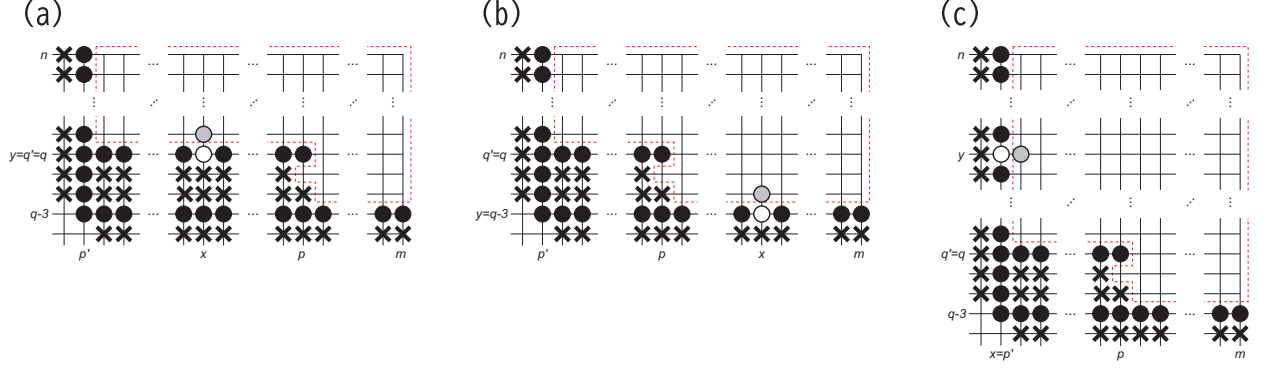 (a)
n
y=q'=q
q-3
p' x p m
(b)
n
q'=q
y=q-3
p' p x m
(c)
n
y
q'=q
q-3
x=p' p m